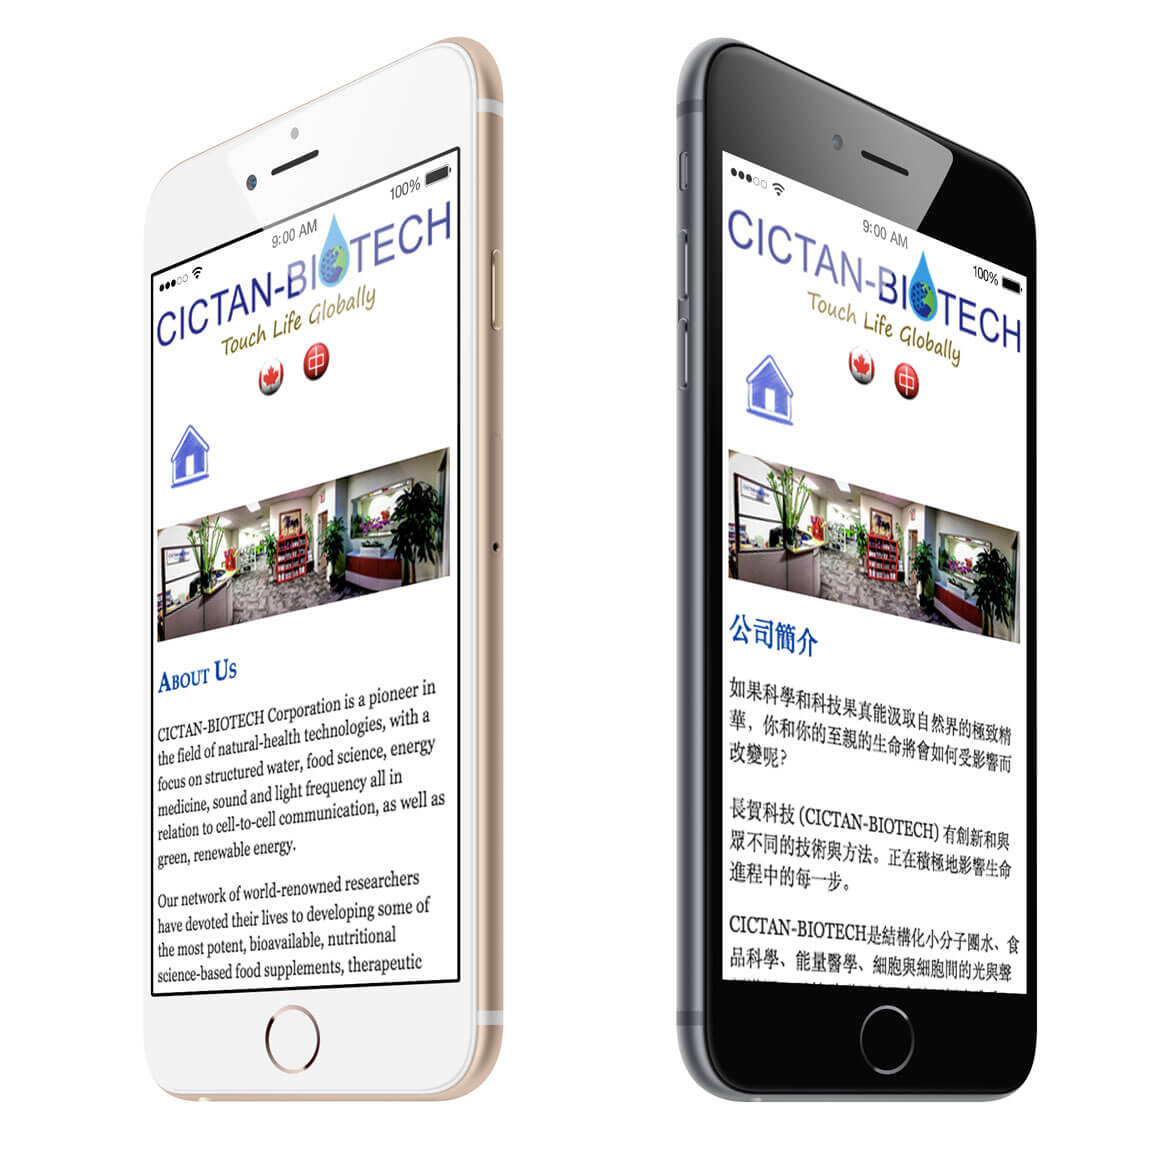 100%
9:00 AM
CICTAN-BIOTECH
Touch Life Globally
中
ABOUT US
CICTAN-BIOTECH Corporation is a pioneer in
the field of natural-health technologies, with a
focus on structured water, food science, energy
medicine, sound and light frequency all in
relation to cell-to-cell communication, as well as
green, renewable energy.
Our network of world-renowned researchers
have devoted their lives to developing some of
the most potent, bioavailable, nutritional
science-based food supplements, therapeutic
9:00 AM
100%
CICTAN-BIOTECH
Touch Life Globally
中
公司簡介
如果科學和科技果真能汲取自然界的極致精
華，你和你的至親的生命將會如何受影響而
改變呢?
長賀科技 (CICTAN-BIOTECH) 有創新和與
眾不同的技術與方法。正在積極地影響生命
進程中的每一步。
CICTAN-BIOTECH是結構化小分子團水、食
品科學、能量醫學、細胞與細胞間的光與聲